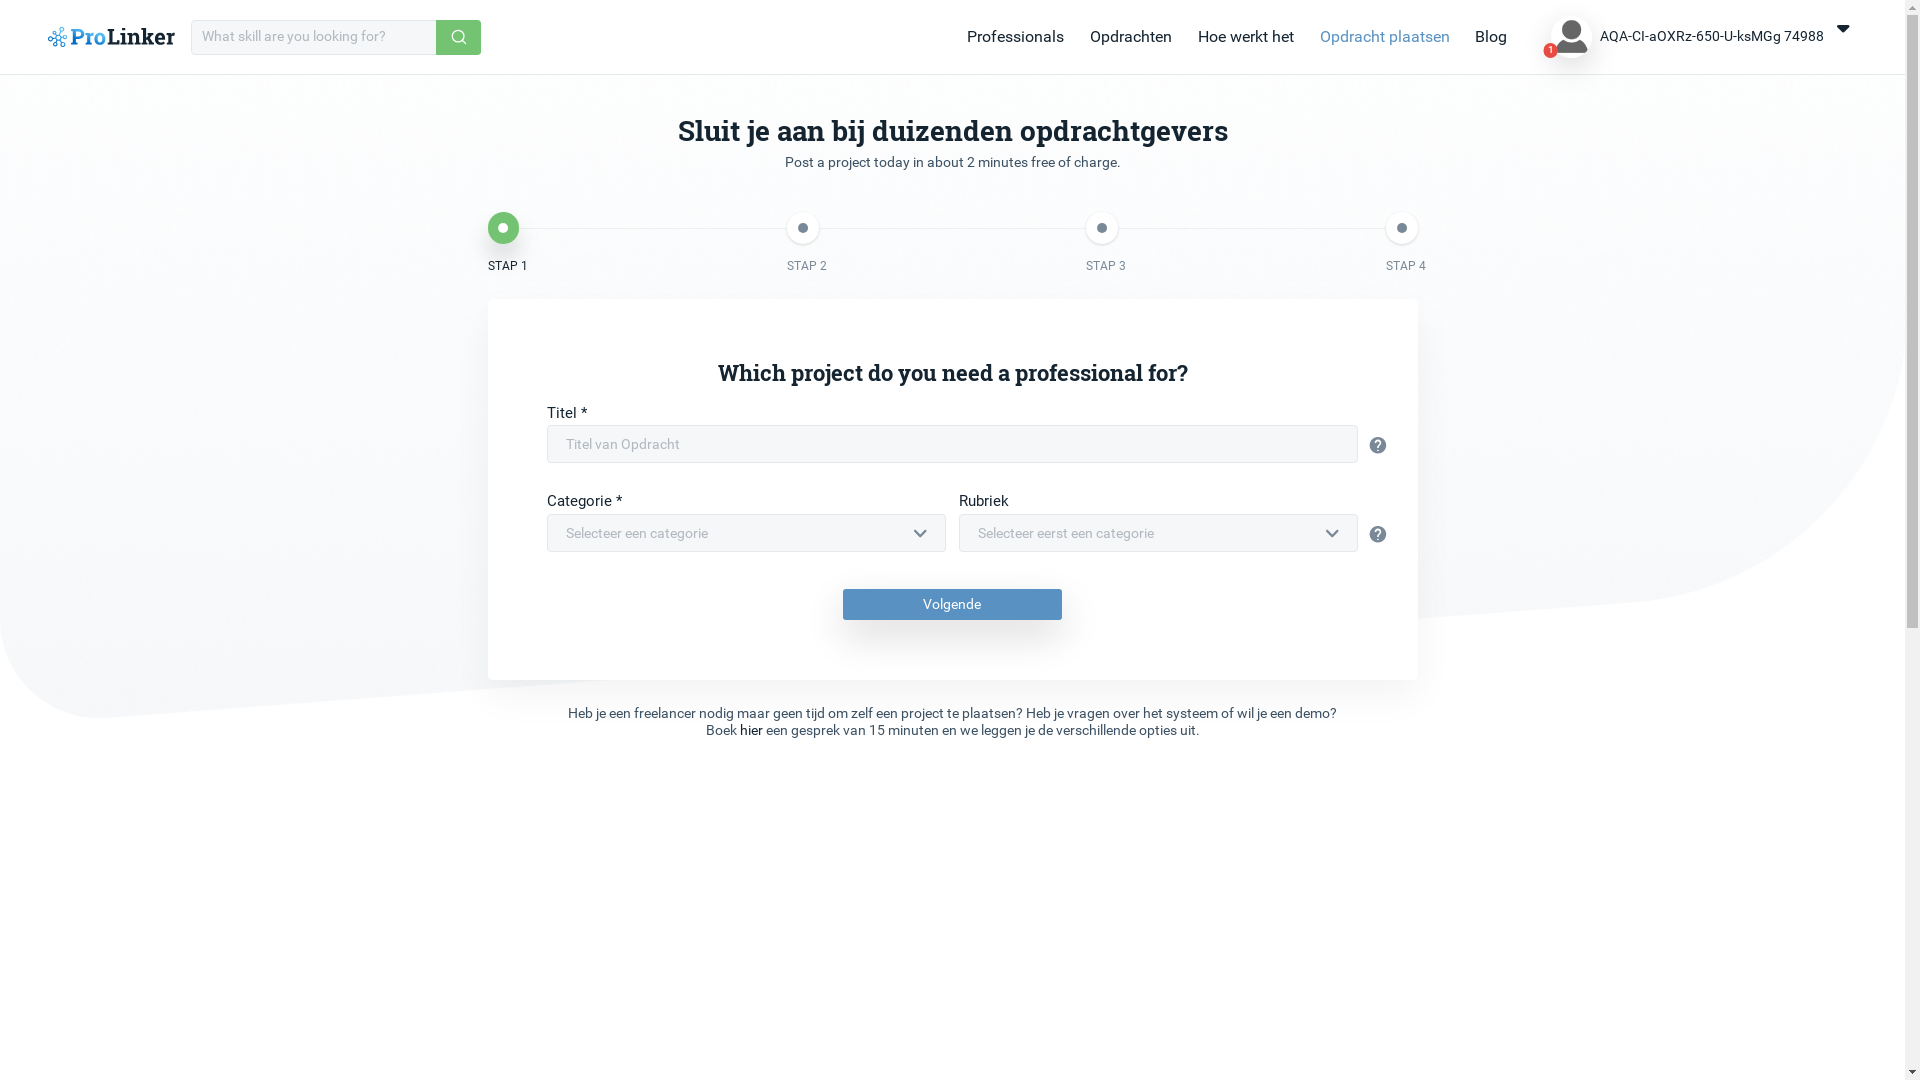 ProLinker
What skill are you looking for?
Professionals
Opdrachten
Hoe werkt het
Opdracht plaatsen
Blog
1
AQA-CI-aOXRz-650-U-ksMGg 74988
Sluit je aan bij duizenden opdrachtgevers
Post a project today in about 2 minutes free of charge.
STAP 1
STAP 2
STAP 3
STAP 4
Which project do you need a professional for?
Titel *
Titel van Opdracht
?
Categorie *
Rubriek
Selecteer een categorie
Selecteer eerst een categorie
?
Volgende
Heb je een freelancer nodig maar geen tijd om zelf een project te plaatsen? Heb je vragen over het systeem of wil je een demo?
Boek hier een gesprek van 15 minuten en we leggen je de verschillende opties uit.